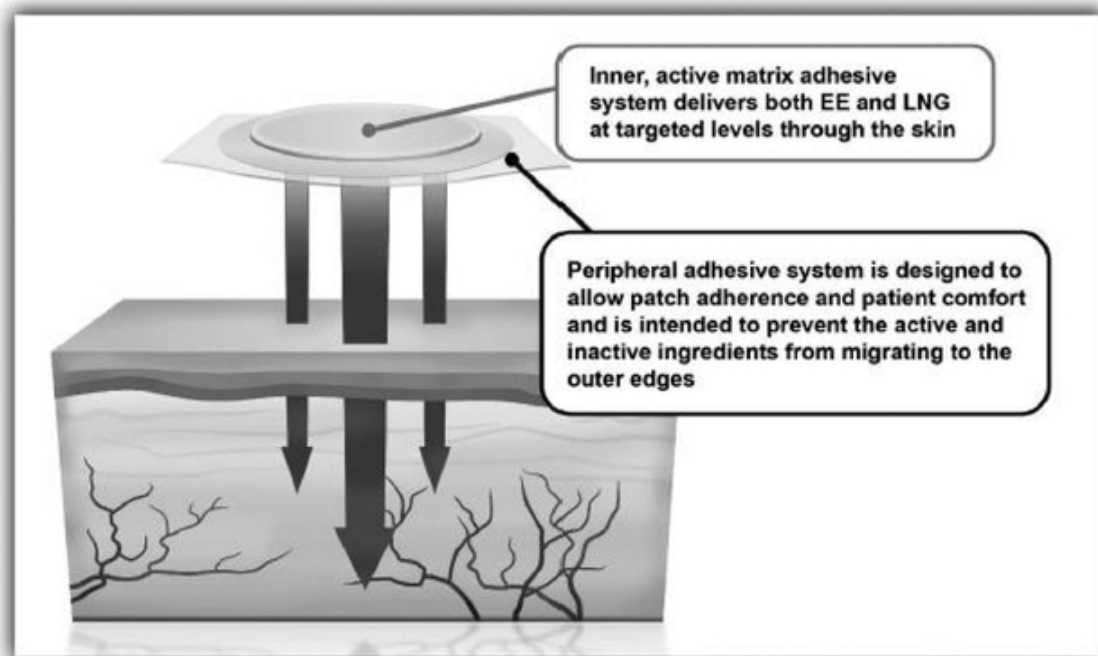 Inner, active matrix adhesive
system delivers both EE and LNG
at targeted levels through the skin
Peripheral adhesive system is designed to
allow patch adherence and patient comfort
and is intended to prevent the active and
inactive ingredients from migrating to the
outer edges